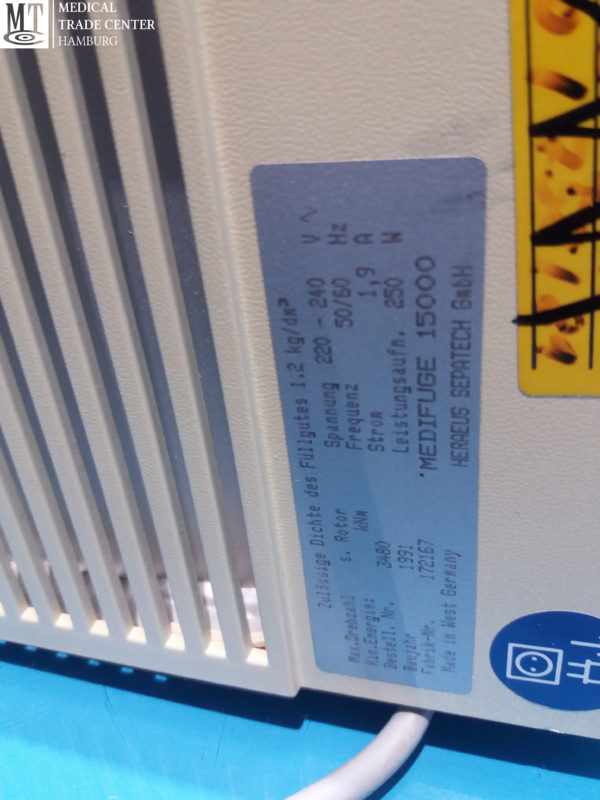 MT
MEDICAL
TRADE CENTER
HAMBURG
Zulässige Dichte des Füllgutes 1.2 kg/dm³
Max.Drehzahl s. Rotor Spannung 220 - 240 V ~
Kin.Energie: kNm Frequenz 50/60 Hz
Bestell. Nr. 3480 Strom 1,9 A
Baujahr 1991 Leistungsaufn. 250 W
Fabrik-Nr. 172167 MEDIFUGE 15000
Made in West Germany HERAEUS SEPATECH GmbH